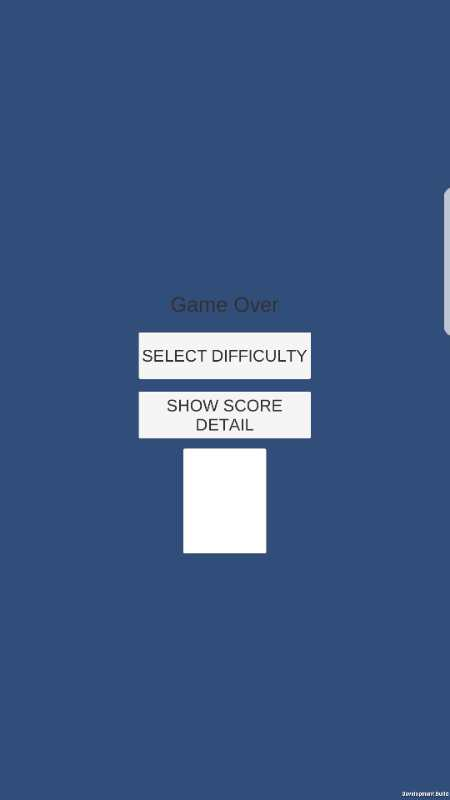 Game Over
SELECT DIFFICULTY
SHOW SCORE
DETAIL
Development Build